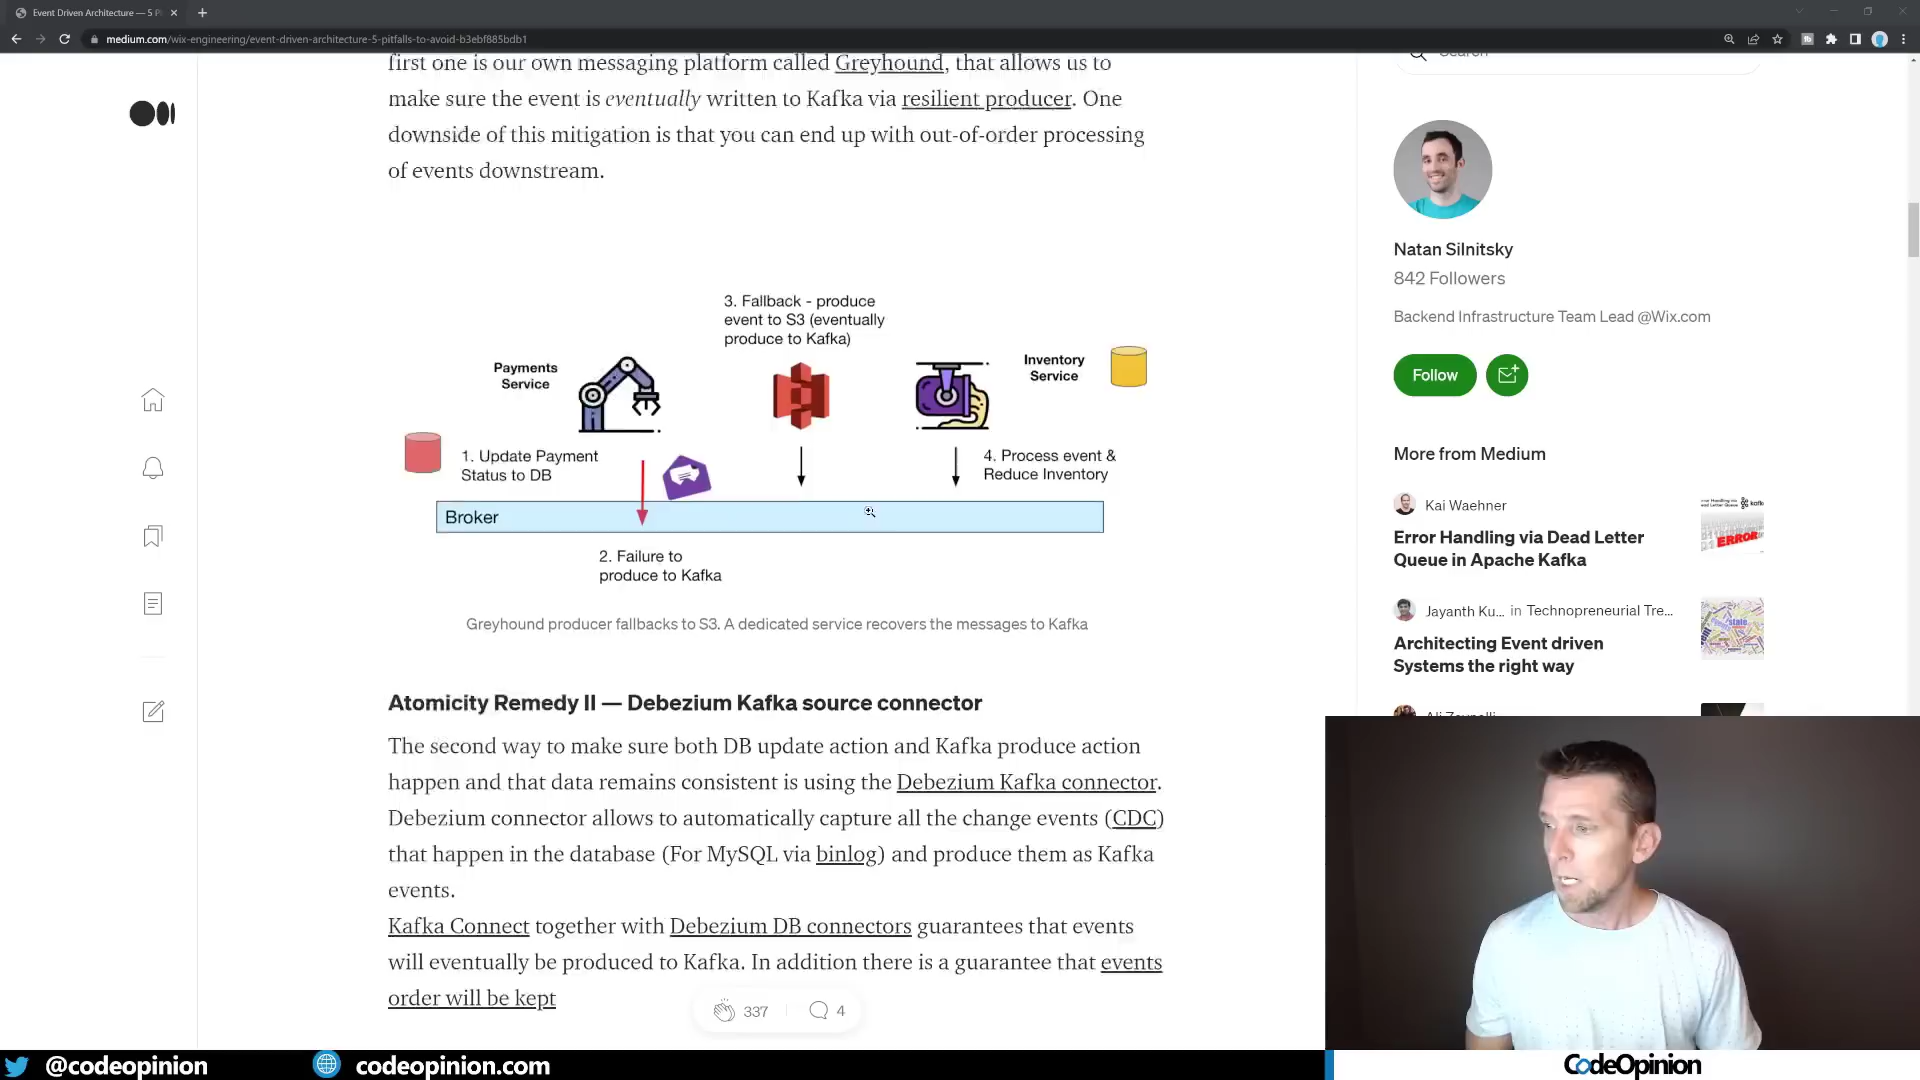 Event Driven Architecture — 5 P
medium.com/wix-engineering/event-driven-architecture-5-pitfalls-to-avoid-b3ebf885bdb1
first one is our own messaging platform called Greyhound, that allows us to
make sure the event is eventually written to Kafka via resilient producer. One
downside of this mitigation is that you can end up with out-of-order processing
of events downstream.
3. Fallback - produce
event to S3 (eventually
produce to Kafka)
Payments
Service
Inventory
Service
1. Update Payment
Status to DB
4. Process event &
Reduce Inventory
Broker
2. Failure to
produce to Kafka
Greyhound producer fallbacks to S3. A dedicated service recovers the messages to Kafka
Atomicity Remedy II — Debezium Kafka source connector
The second way to make sure both DB update action and Kafka produce action
happen and that data remains consistent is using the Debezium Kafka connector.
Debezium connector allows to automatically capture all the change events (CDC)
that happen in the database (For MySQL via binlog) and produce them as Kafka
events.
Kafka Connect together with Debezium DB connectors guarantees that events
will eventually be produced to Kafka. In addition there is a guarantee that events
order will be kept
337
4
Search
Natan Silnitsky
842 Followers
Backend Infrastructure Team Lead @Wix.com
Follow
More from Medium
Kai Waehner
Error Handling via Dead Letter
Queue in Apache Kafka
ERROR
Jayanth Ku... in Technopreneurial Tre...
Architecting Event driven
Systems the right way
state
@codeopinion
codeopinion.com
CodeOpinion